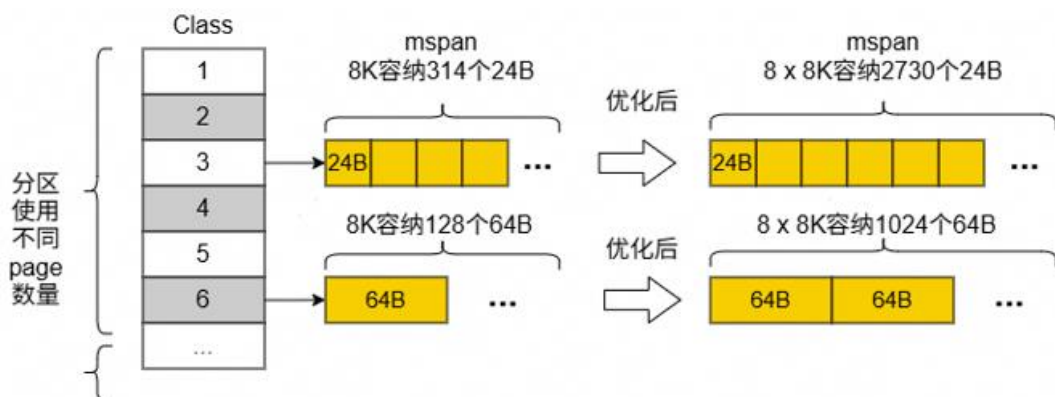 Class
1
2
3
4
5
6
...
分区
使用
不同
page
数量
mspan
8K容纳314个24B
24B
...
8K容纳128个64B
64B
...
优化后
优化后
mspan
8 x 8K容纳2730个24B
24B
...
8 x 8K容纳1024个64B
64B
64B
...